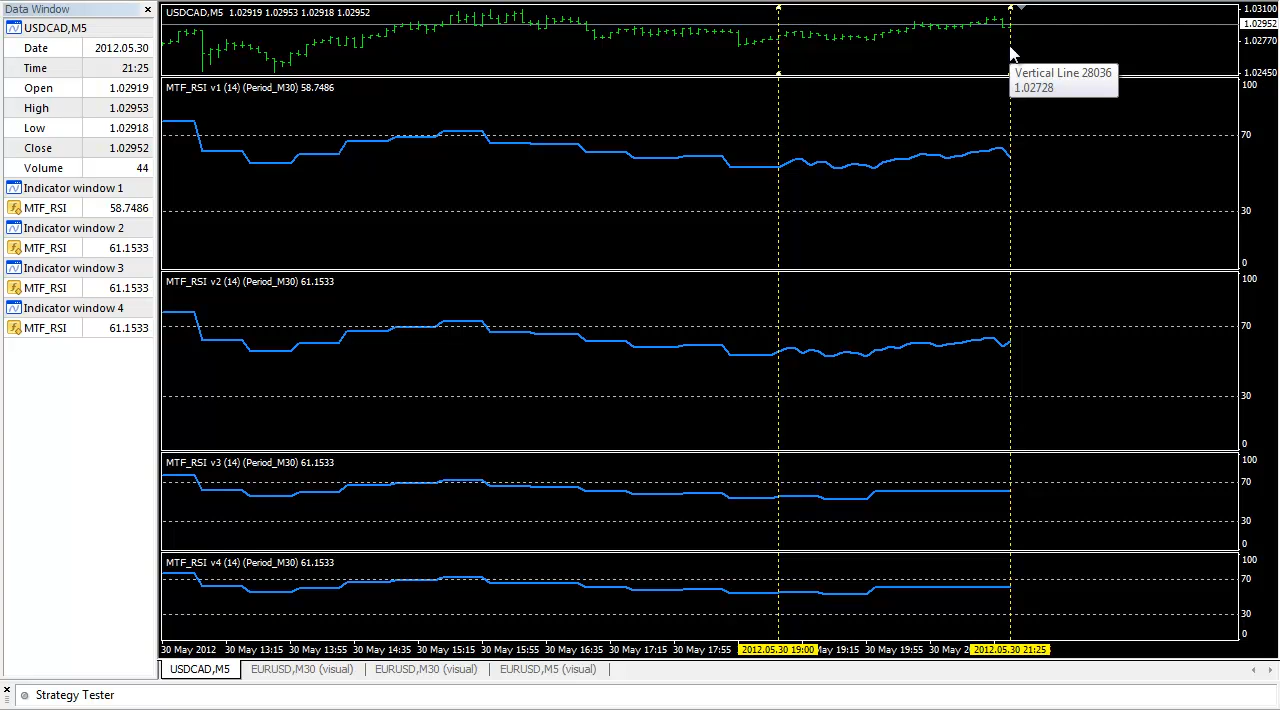 Data Window
USDCAD,M5
Date 2012.05.30
Time 21:25
Open 1.02919
High 1.02953
Low 1.02918
Close 1.02952
Volume 44
Indicator window 1
MTF_RSI 58.7486
Indicator window 2
MTF_RSI 61.1533
Indicator window 3
MTF_RSI 61.1533
Indicator window 4
MTF_RSI 61.1533
USDCAD,M5 1.02919 1.02953 1.02918 1.02952
1.03100
1.02952
1.02770
1.02450
Vertical Line 28036
1.02728
MTF_RSI v1 (14) (Period_M30) 58.7486
100
70
30
0
MTF_RSI v2 (14) (Period_M30) 61.1533
100
70
30
0
MTF_RSI v3 (14) (Period_M30) 61.1533
100
70
30
0
MTF_RSI v4 (14) (Period_M30) 61.1533
100
70
30
0
30 May 2012 30 May 13:15 30 May 13:55 30 May 14:35 30 May 15:15 30 May 15:55 30 May 16:35 30 May 17:15 30 May 17:55 2012.05.30 19:00 May 19:15 30 May 19:55 30 May 2 2012.05.30 21:25
USDCAD,M5 EURUSD,M30 (visual) EURUSD,M30 (visual) EURUSD,M5 (visual)
Strategy Tester